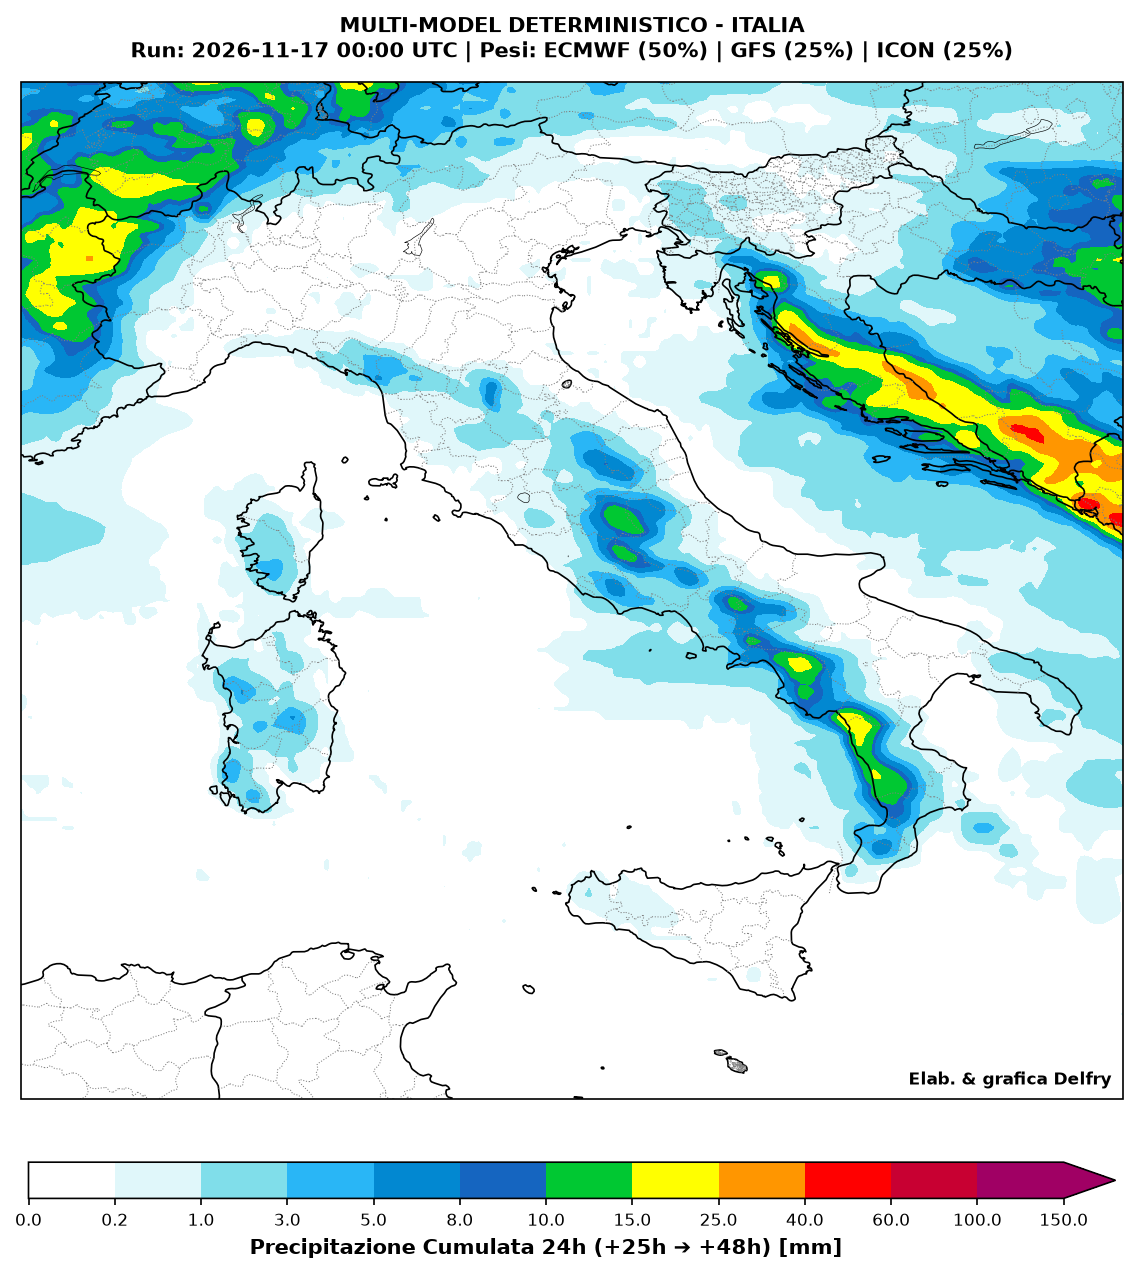 MULTI-MODEL DETERMINISTICO - ITALIA
Run: 2026-11-17 00:00 UTC | Pesi: ECMWF (50%) | GFS (25%) | ICON (25%)
Elab. & grafica Delfry
0.0 0.2 1.0 3.0 5.0 8.0 10.0 15.0 25.0 40.0 60.0 100.0 150.0
Precipitazione Cumulata 24h (+25h → +48h) [mm]